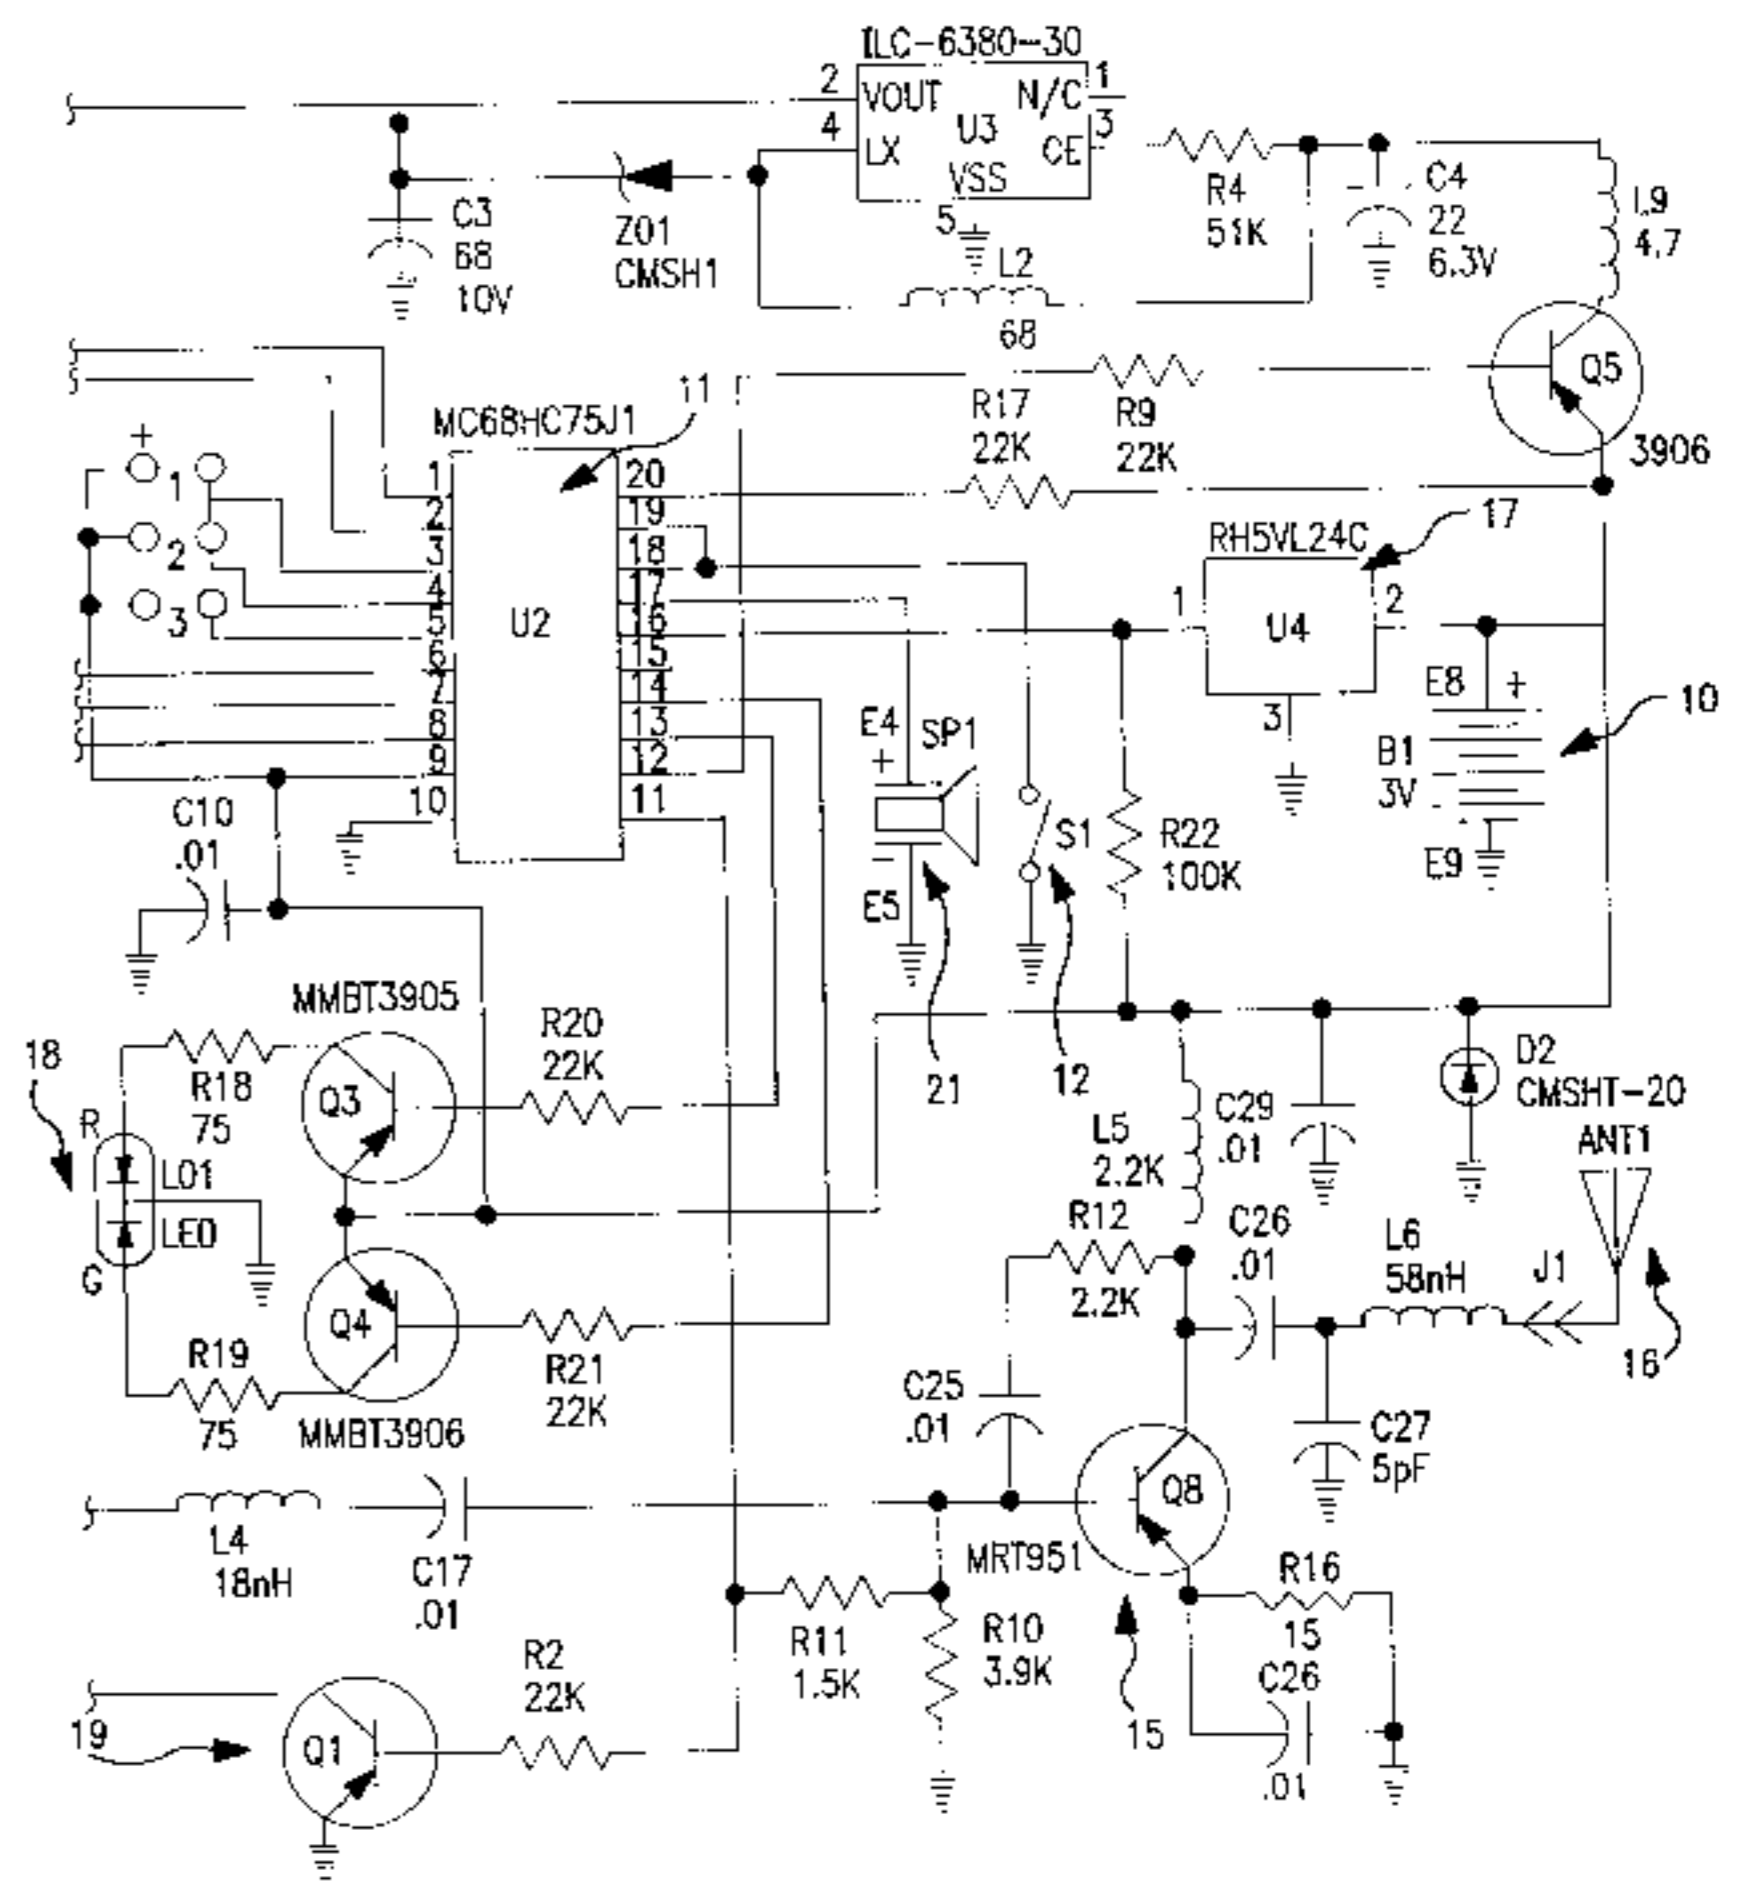 ILC-6380-30
2
VOUT
N/C
1
4
LX
U3
CE
3
VSS
5
R4
51K
C4
22
6.3V
L9
4.7
C3
68
10V
Z01
CMSH1
L2
68
Q5
3906
R17
22K
R9
22K
MC68HC75J1
11
+
1
2
3
1
2
3
4
5
6
7
8
9
10
U2
20
19
18
17
16
15
14
13
12
11
RH5VL24C
17
1
U4
2
3
E8
+
10
B1
3V
E9
E4
+
SP1
E5
–
S1
R22
100K
C10
.01
MMBT3905
18
R18
75
Q3
R20
22K
21
12
R
L01
LE0
G
Q4
R19
75
R21
22K
MMBT3906
L5
2.2K
C29
.01
D2
CMSHT-20
ANT1
R12
2.2K
C26
.01
L6
58nH
J1
16
C25
.01
C27
5pF
Q8
MRT951
L4
18nH
C17
.01
R16
15
R11
1.5K
R10
3.9K
C26
.01
15
R2
22K
19
Q1